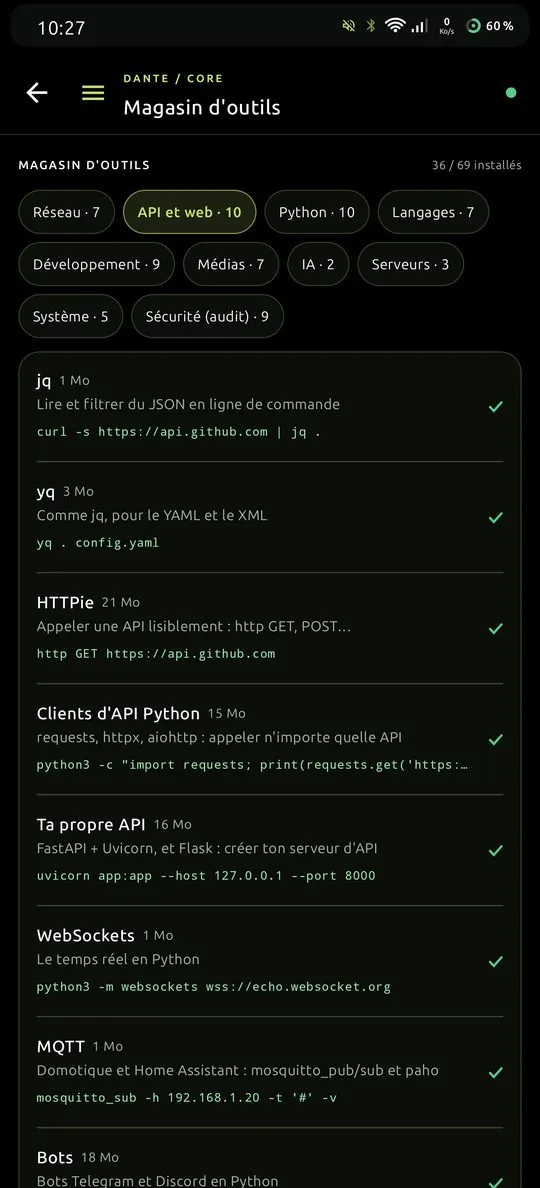 10:27
0
Ko/s
60 %
DANTE / CORE
Magasin d'outils
MAGASIN D'OUTILS
36 / 69 installés
Réseau · 7
API et web · 10
Python · 10
Langages · 7
Développement · 9
Médias · 7
IA · 2
Serveurs · 3
Système · 5
Sécurité (audit) · 9
jq 1 Mo
Lire et filtrer du JSON en ligne de commande
curl -s https://api.github.com | jq .
yq 3 Mo
Comme jq, pour le YAML et le XML
yq . config.yaml
HTTPie 21 Mo
Appeler une API lisiblement : http GET, POST…
http GET https://api.github.com
Clients d'API Python 15 Mo
requests, httpx, aiohttp : appeler n'importe quelle API
python3 -c "import requests; print(requests.get('https:…
Ta propre API 16 Mo
FastAPI + Uvicorn, et Flask : créer ton serveur d'API
uvicorn app:app --host 127.0.0.1 --port 8000
WebSockets 1 Mo
Le temps réel en Python
python3 -m websockets wss://echo.websocket.org
MQTT 1 Mo
Domotique et Home Assistant : mosquitto_pub/sub et paho
mosquitto_sub -h 192.168.1.20 -t '#' -v
Bots 18 Mo
Bots Telegram et Discord en Python